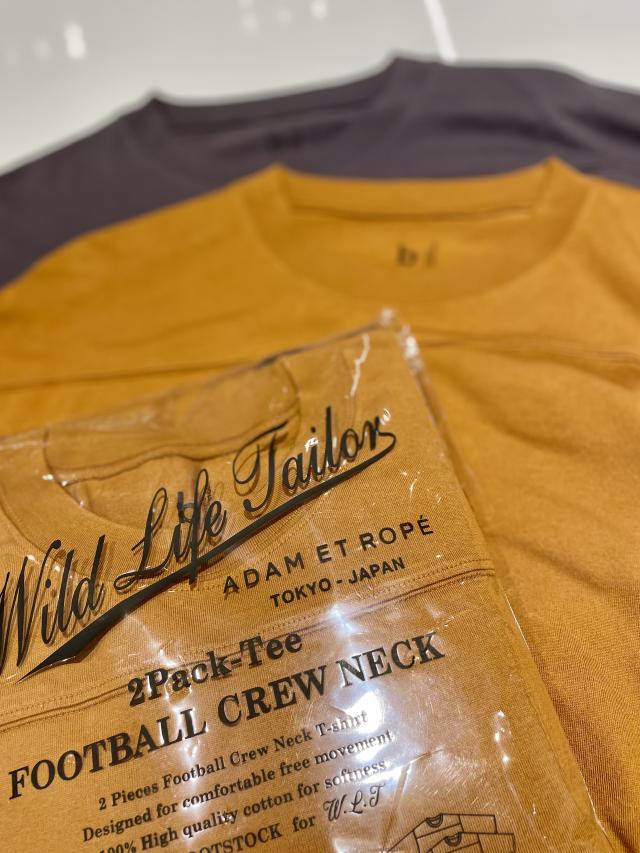 Wild Life Tailor
ADAM ET ROPÉ
TOKYO - JAPAN
2Pack-Tee
FOOTBALL CREW NECK
2 Pieces Football Crew Neck T-shirt
Designed for comfortable free movement
100% High quality cotton for softness
for W.L.T